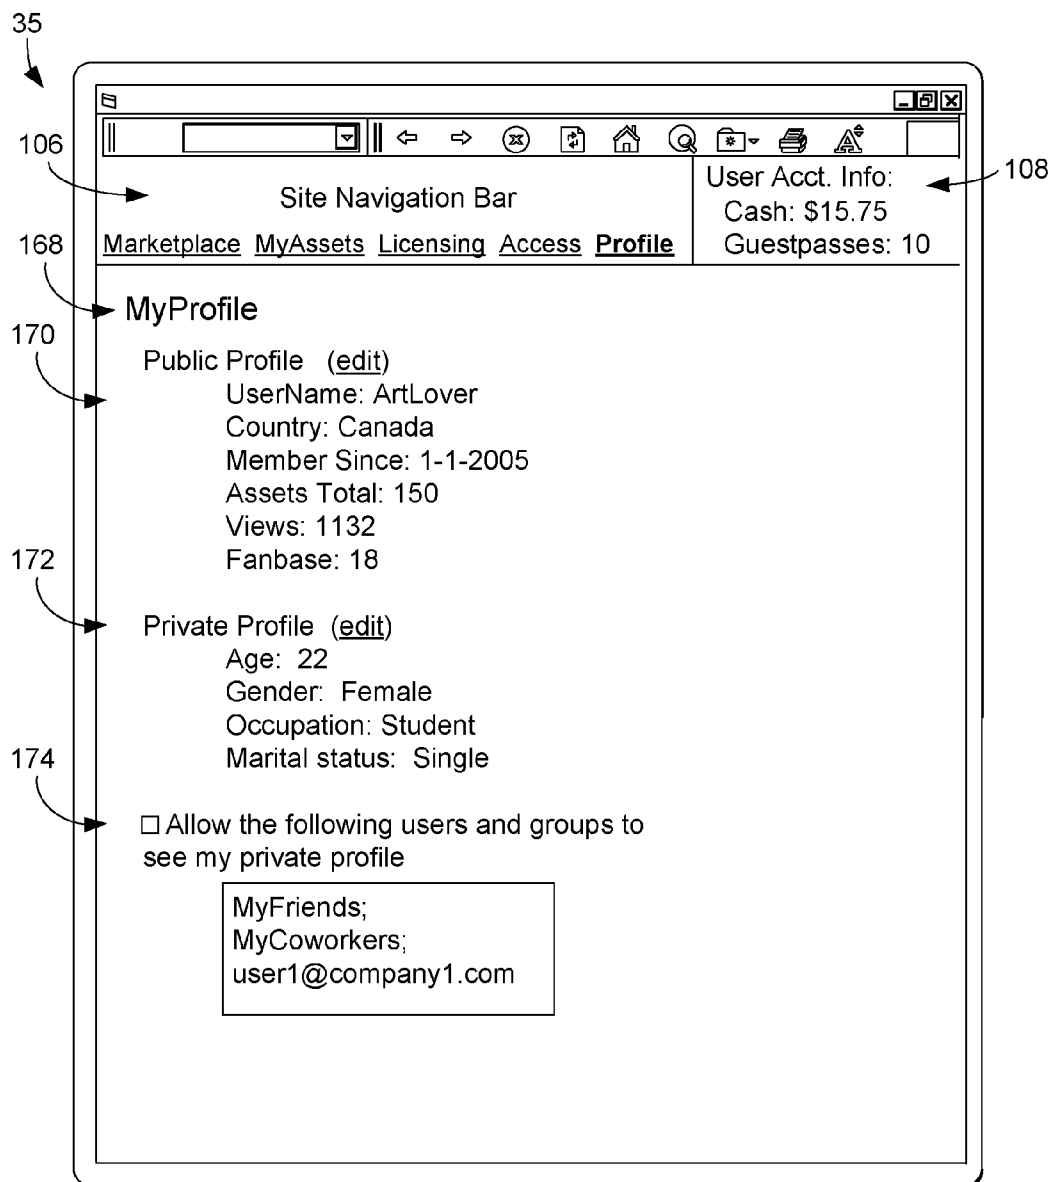 35
106
Site Navigation Bar
Marketplace MyAssets Licensing Access Profile
User Acct. Info:
Cash: $15.75
Guestpasses: 10
108
168
MyProfile
170
Public Profile (edit)
UserName: ArtLover
Country: Canada
Member Since: 1-1-2005
Assets Total: 150
Views: 1132
Fanbase: 18
172
Private Profile (edit)
Age: 22
Gender: Female
Occupation: Student
Marital status: Single
174
Allow the following users and groups to
see my private profile
MyFriends;
MyCoworkers;
user1@company1.com